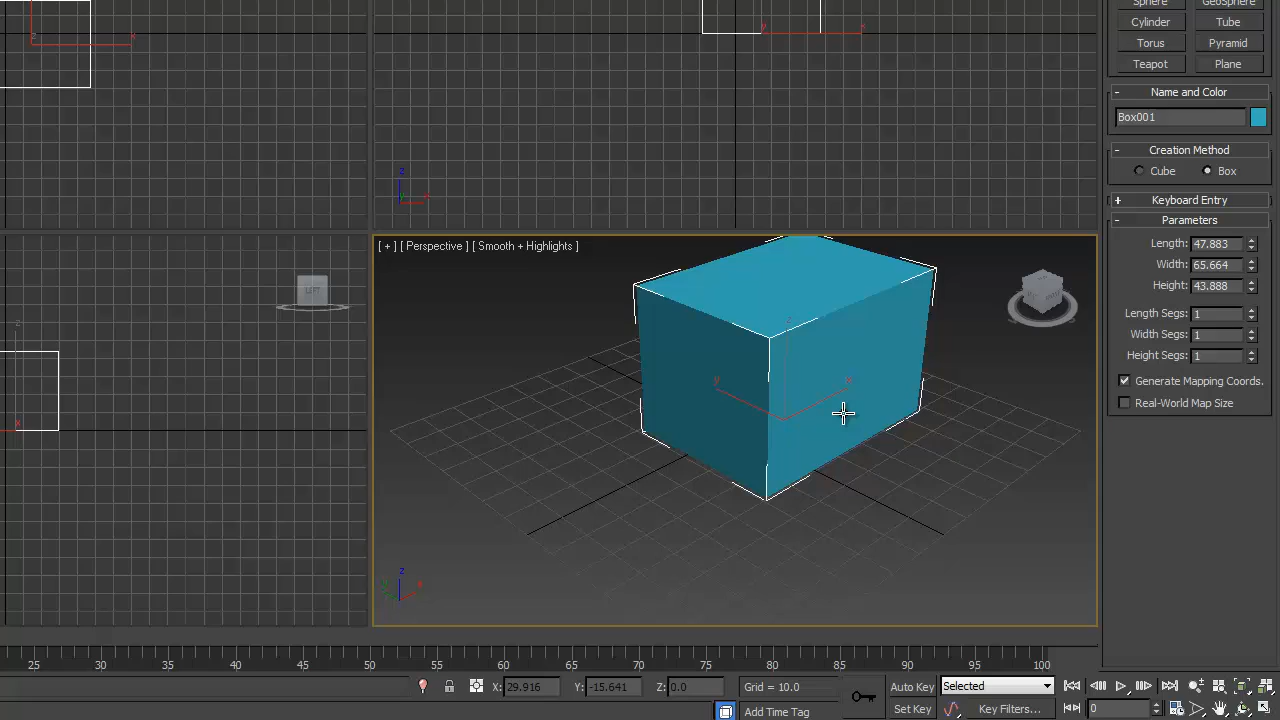 Sphere GeoSphere
Cylinder Tube
Torus Pyramid
Teapot Plane
- Name and Color
Box001
- Creation Method
Cube Box
+ Keyboard Entry
- Parameters
Length: 47.883
Width: 65.664
Height: 43.888
Length Segs: 1
Width Segs: 1
Height Segs: 1
Generate Mapping Coords.
Real-World Map Size
z x
y x
z
x
[ + ] [ Perspective ] [ Smooth + Highlights ]
LEFT
z
x
z
y x
z
x
25 30 35 40 45 50 55 60 65 70 75 80 85 90 95 100
X: 29.916 Y: -15.641 Z: 0.0 Grid = 10.0 Auto Key Selected
Add Time Tag Set Key Key Filters... 0